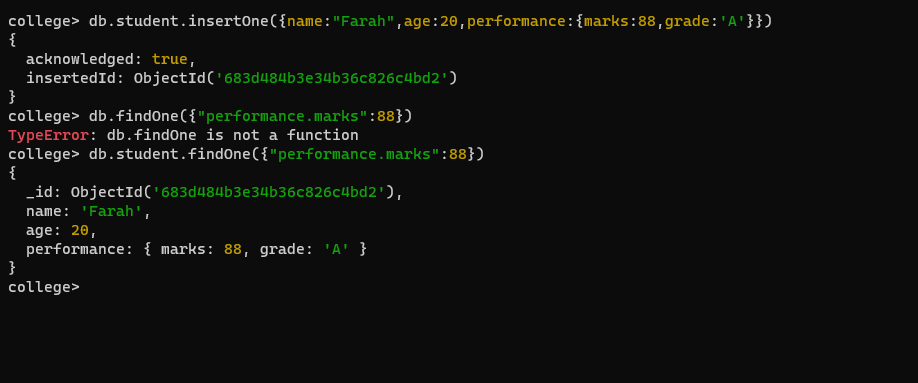 college> db.student.insertOne({name:"Farah",age:20,performance:{marks:88,grade:'A'}})
{
  acknowledged: true,
  insertedId: ObjectId('683d484b3e34b36c826c4bd2')
}
college> db.findOne({"performance.marks":88})
TypeError: db.findOne is not a function
college> db.student.findOne({"performance.marks":88})
{
  _id: ObjectId('683d484b3e34b36c826c4bd2'),
  name: 'Farah',
  age: 20,
  performance: { marks: 88, grade: 'A' }
}
college>